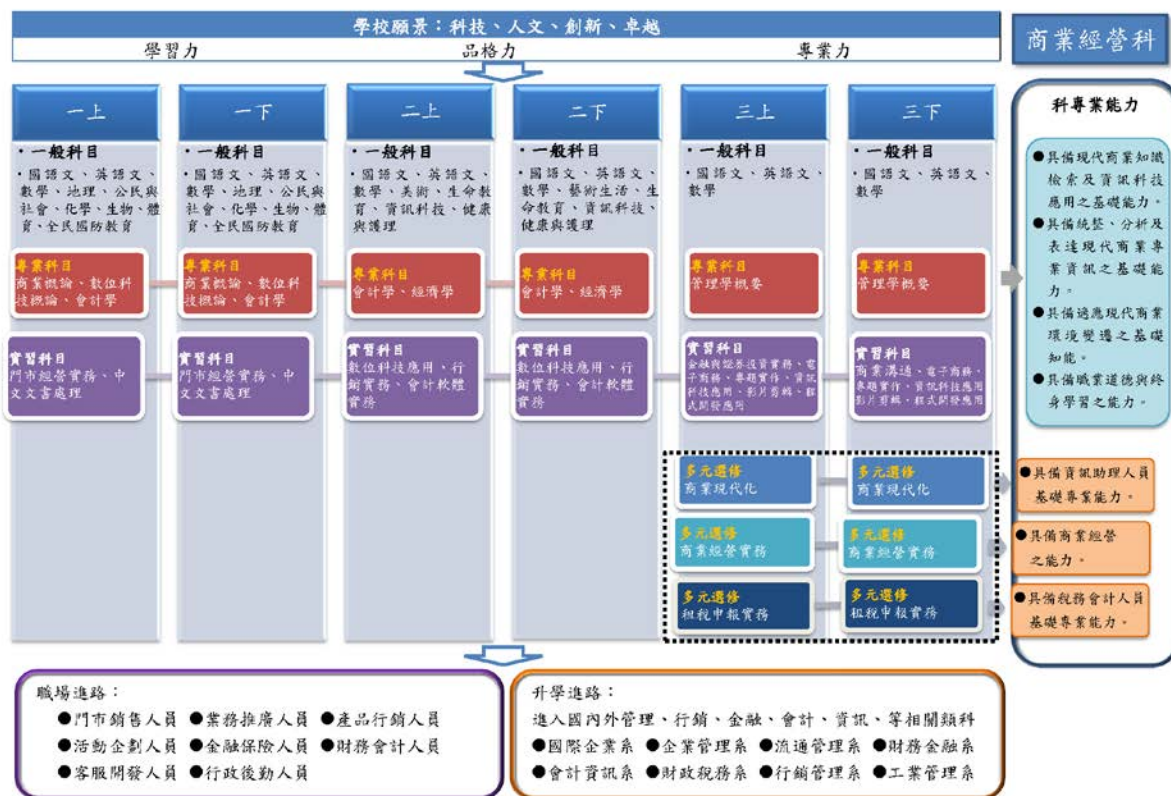 學校願景：科技、人文、創新、卓越
學習力
品格力
專業力
商業經營科
一上
・一般科目
・國語文、英語文、
數學、地理、公民與
社會、化學、生物、體
育、全民國防教育
專業科目
商業概論、數位科
技概論、會計學
實習科目
門市經營實務、中
文文書處理
一下
・一般科目
・國語文、英語文、
數學、地理、公民與
社會、化學、生物、體
育、全民國防教育
專業科目
商業概論、數位科
技概論、會計學
實習科目
門市經營實務、中
文文書處理
二上
・一般科目
・國語文、英語文、
數學、美術、生命教
育、資訊科技、健康
與護理
專業科目
會計學、經濟學
實習科目
數位科技應用、行
銷實務、會計軟體
實務
二下
・一般科目
・國語文、英語文、
數學、藝術生活、生
命教育、資訊科技、
健康與護理
專業科目
會計學、經濟學
實習科目
數位科技應用、行
銷實務、會計軟體
實務
三上
・一般科目
・國語文、英語文、
數學
專業科目
管理學概要
實習科目
金融與證券投資實務、電
子商務、專題實作、資訊
科技應用、影片剪輯、程
式開發應用
多元選修
商業現代化
多元選修
商業經營實務
多元選修
租稅申報實務
三下
・一般科目
・國語文、英語文、
數學
專業科目
管理學概要
實習科目
商業溝通、電子商務、
專題實作、資訊科技應用
影片剪輯、程式開發應用
多元選修
商業現代化
多元選修
商業經營實務
多元選修
租稅申報實務
科專業能力
●具備現代商業知識
檢索及資訊科技
應用之基礎能力。
●具備統整、分析及
表達現代商業專
業資訊之基礎能
力。
●具備適應現代商業
環境變遷之基礎
知能。
●具備職業道德與終
身學習之能力。
●具備資訊助理人員
基礎專業能力。
●具備商業經營
之能力。
●具備稅務會計人員
基礎專業能力。
職場進路：
●門市銷售人員 ●業務推廣人員 ●產品行銷人員
●活動企劃人員 ●金融保險人員 ●財務會計人員
●客服開發人員 ●行政後勤人員
升學進路：
進入國內外管理、行銷、金融、會計、資訊、等相關類科
●國際企業系 ●企業管理系 ●流通管理系 ●財務金融系
●會計資訊系 ●財政稅務系 ●行銷管理系 ●工業管理系